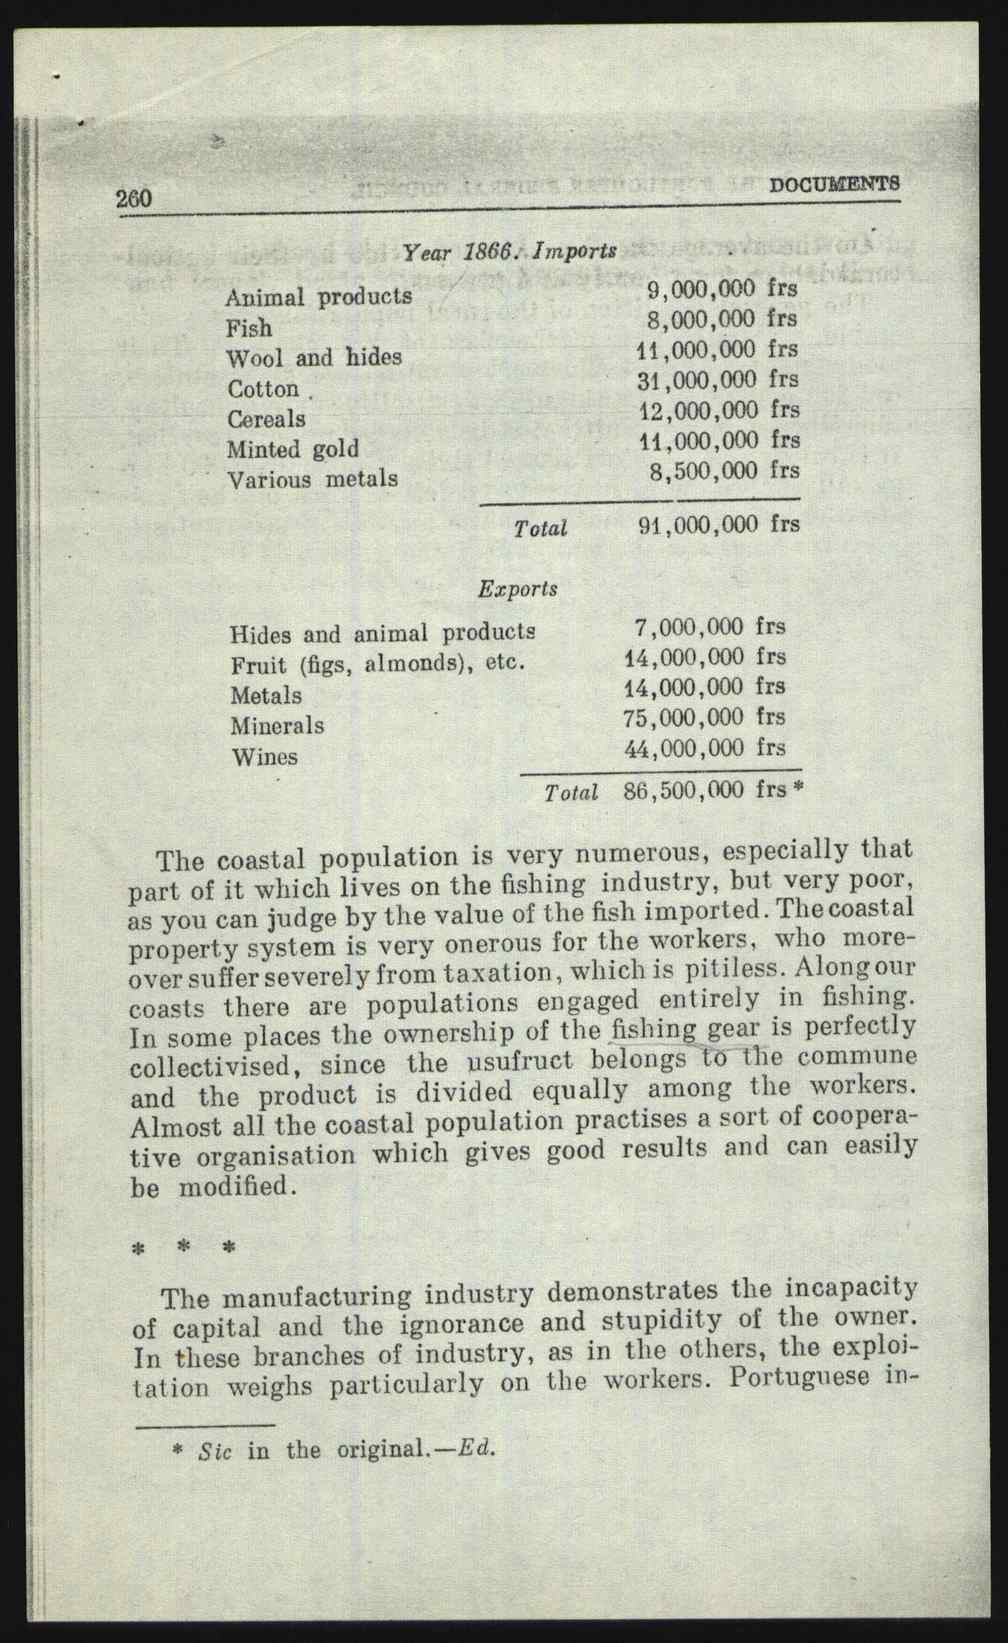 260
DOCUMENTS
Year 1866. Imports
Animal products 9,000,000 frs
Fish 8,000,000 frs
Wool and hides 11,000,000 frs
Cotton 31,000,000 frs
Cereals 12,000,000 frs
Minted gold 11,000,000 frs
Various metals 8,500,000 frs
Total 91,000,000 frs
Exports
Hides and animal products 7,000,000 frs
Fruit (figs, almonds), etc. 14,000,000 frs
Metals 14,000,000 frs
Minerals 75,000,000 frs
Wines 44,000,000 frs
Total 86,500,000 frs*
The coastal population is very numerous, especially that
part of it which lives on the fishing industry, but very poor,
as you can judge by the value of the fish imported. The coastal
property system is very onerous for the workers, who more-
over suffer severely from taxation, which is pitiless. Along our
coasts there are populations engaged entirely in fishing.
In some places the ownership of the fishing gear is perfectly
collectivised, since the usufruct belongs to the commune
and the product is divided equally among the workers.
Almost all the coastal population practises a sort of coopera-
tive organisation which gives good results and can easily
be modified.
* * *
The manufacturing industry demonstrates the incapacity
of capital and the ignorance and stupidity of the owner.
In these branches of industry, as in the others, the exploi-
tation weighs particularly on the workers. Portuguese in-
* Sic in the original.—Ed.